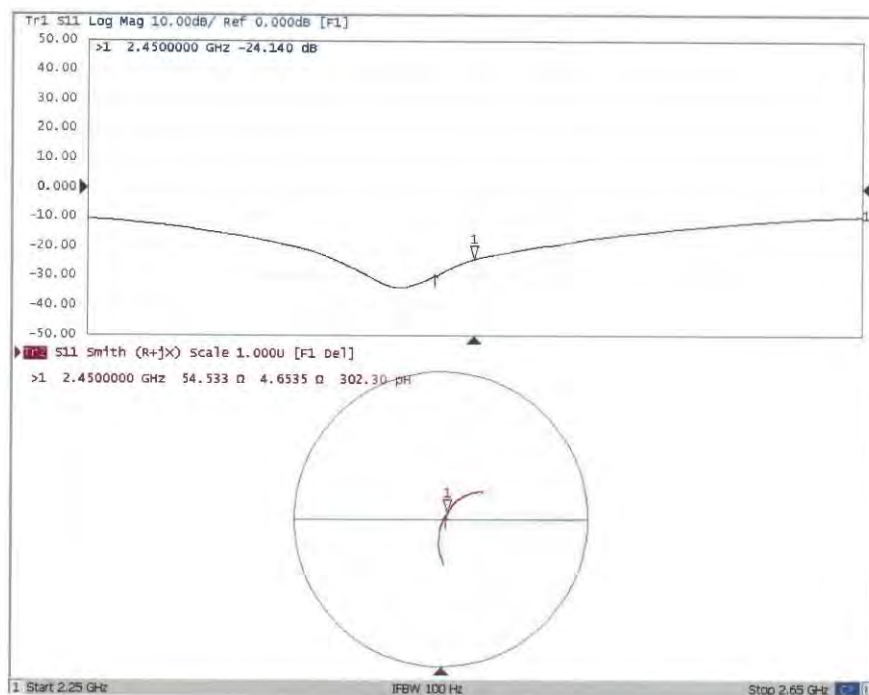 Tr1 S11 Log Mag 10.00dB/ Ref 0.000dB [F1]
50.00
>1 2.4500000 GHz -24.140 dB
40.00
30.00
20.00
10.00
0.000
-10.00
1
-20.00
1
-30.00
-40.00
-50.00
Tr2 S11 Smith (R+jX) Scale 1.000U [F1 Del]
>1 2.4500000 GHz 54.533 Ω 4.6535 Ω 302.30 pH
1
1 Start 2.25 GHz IFBW 100 Hz Stop 2.65 GHz